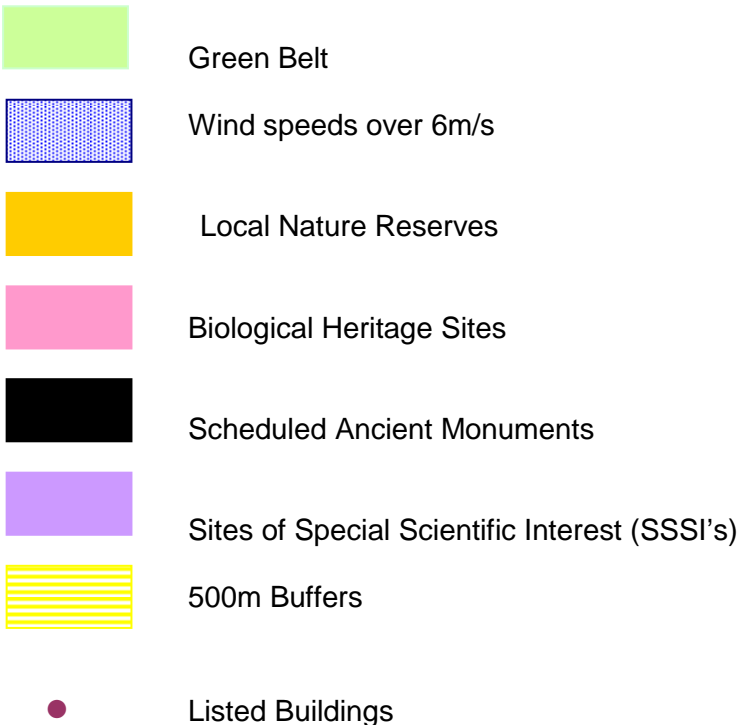 Green Belt
Wind speeds over 6m/s
Local Nature Reserves
Biological Heritage Sites
Scheduled Ancient Monuments
Sites of Special Scientific Interest (SSSI's)
500m Buffers
Listed Buildings